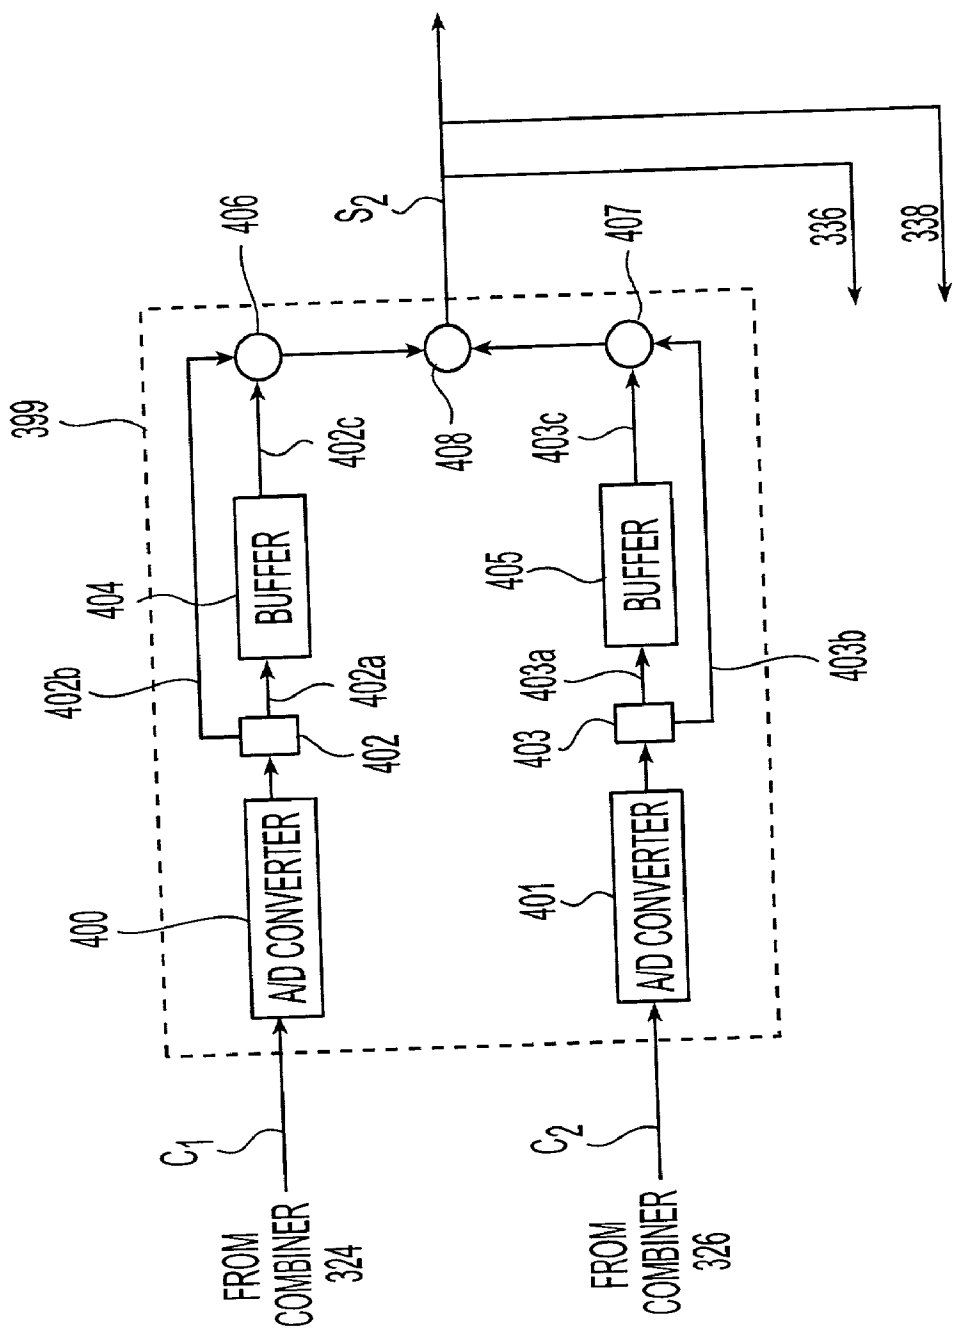 399
FROM
COMBINER
324
C1
400
A/D CONVERTER
402
402a
402b
404
BUFFER
402c
406
408
S2
FROM
COMBINER
326
C2
401
A/D CONVERTER
403
403a
403b
405
BUFFER
403c
407
336
338